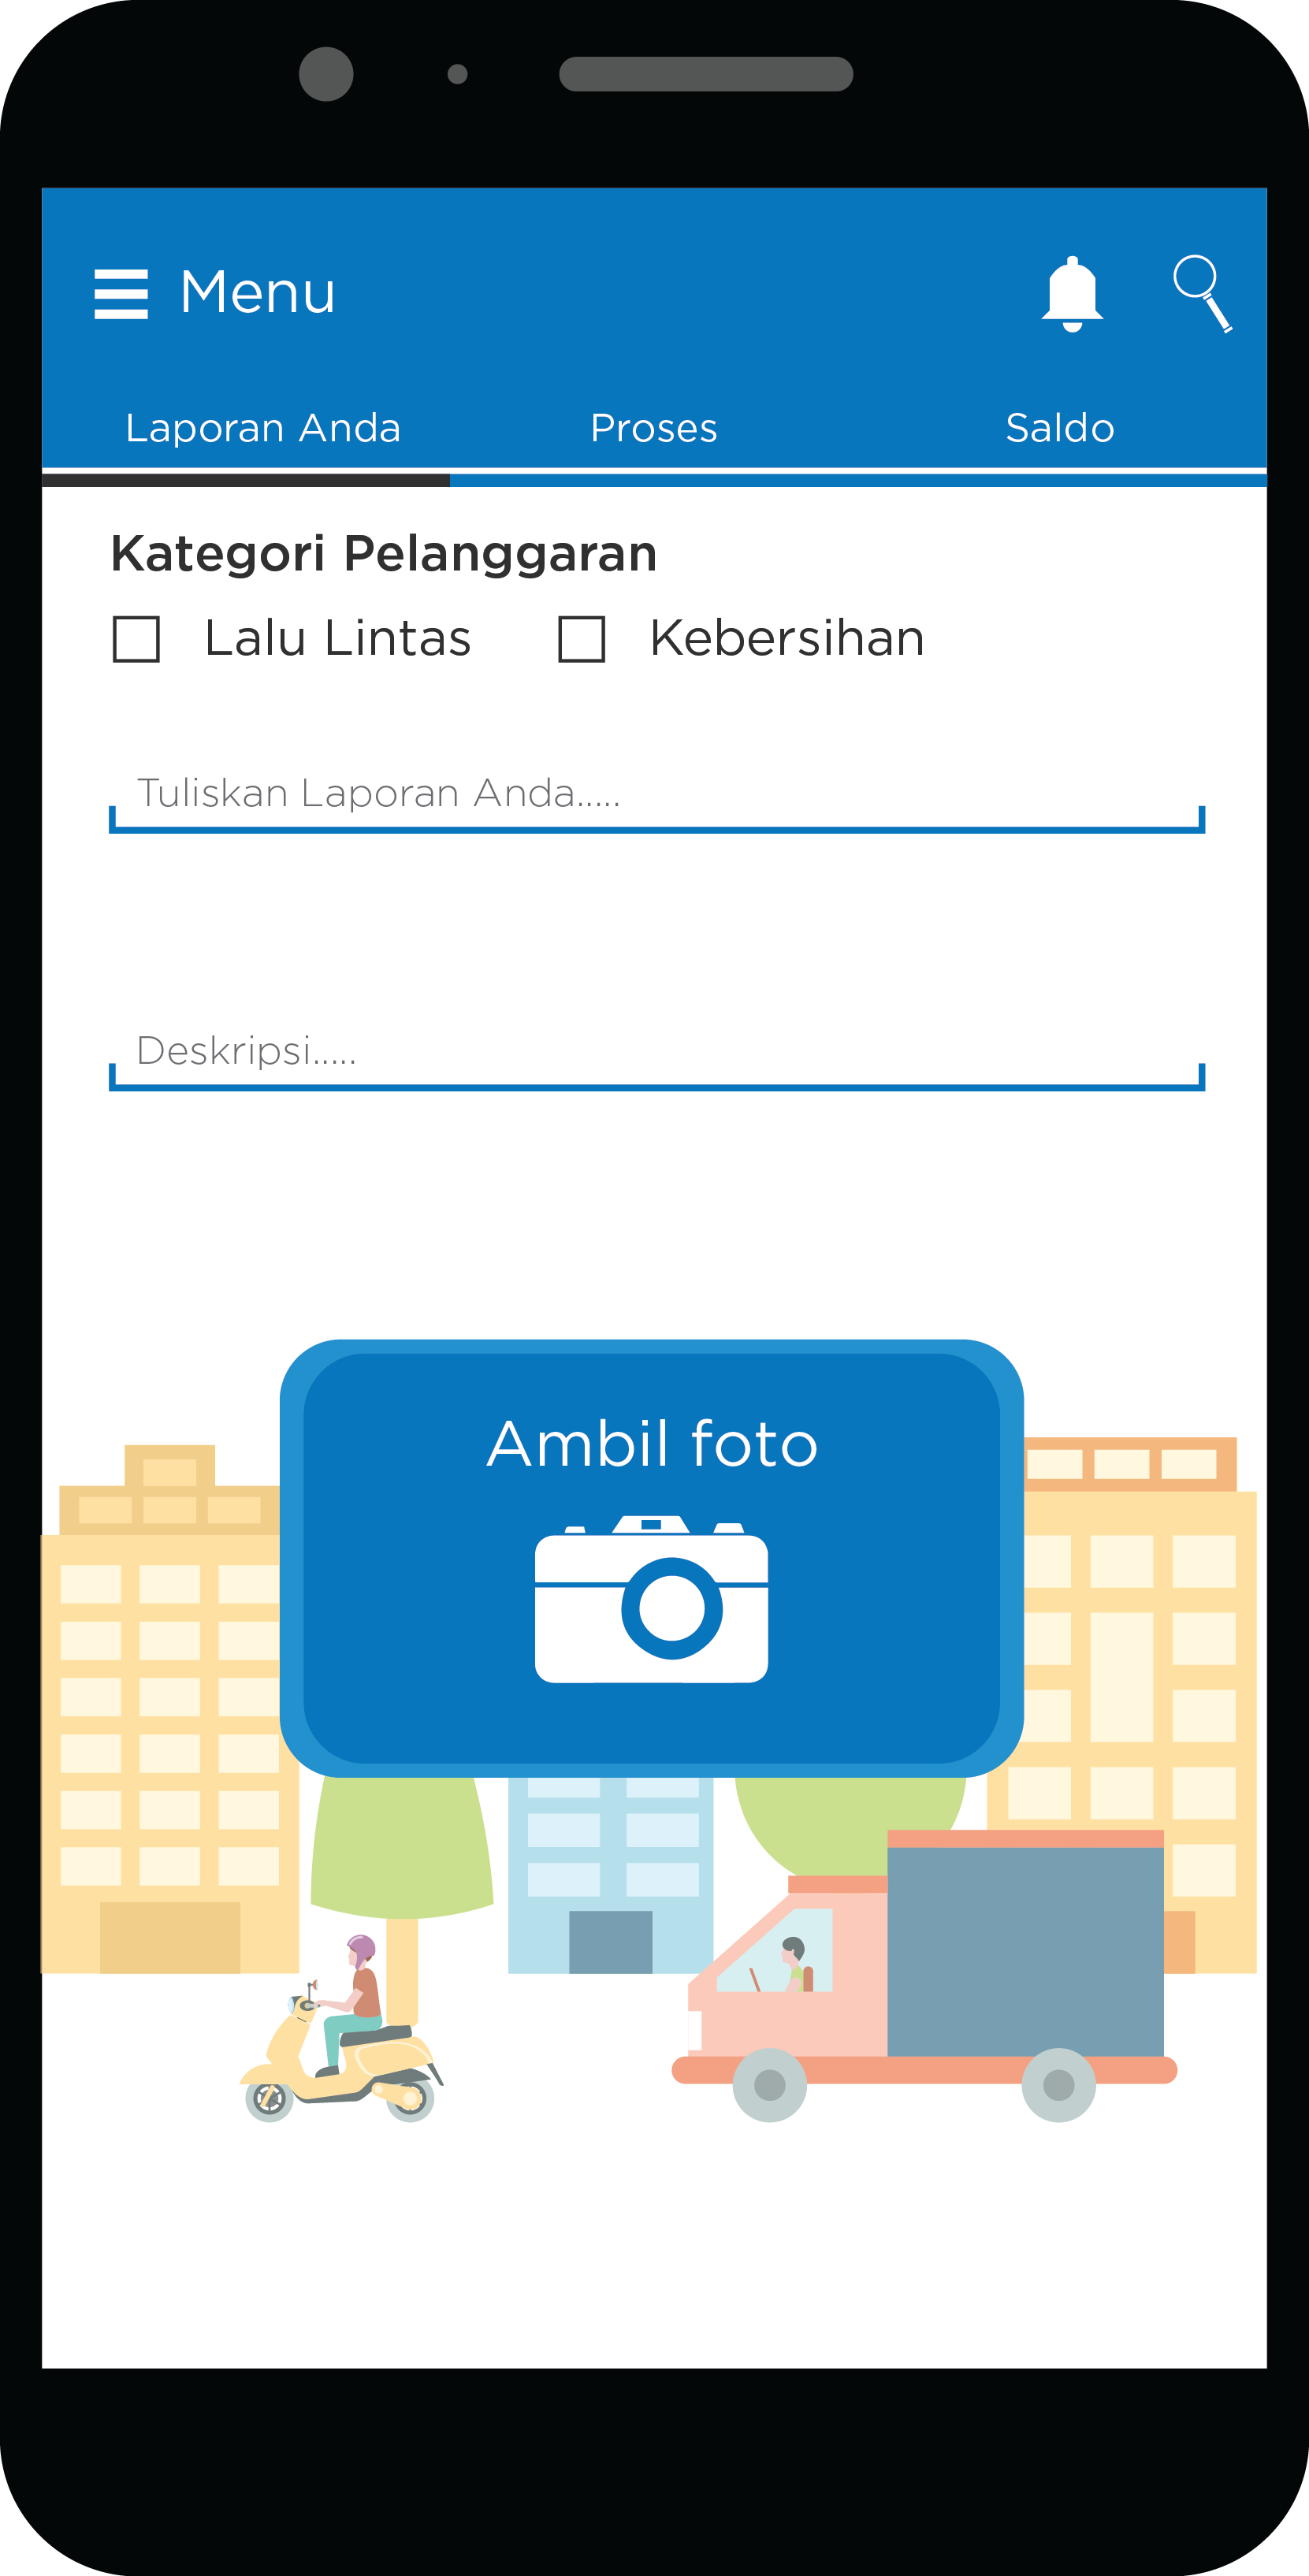 Menu
Laporan Anda Proses Saldo
Kategori Pelanggaran
Lalu Lintas Kebersihan
Tuliskan Laporan Anda.....
Deskripsi.....
Ambil foto